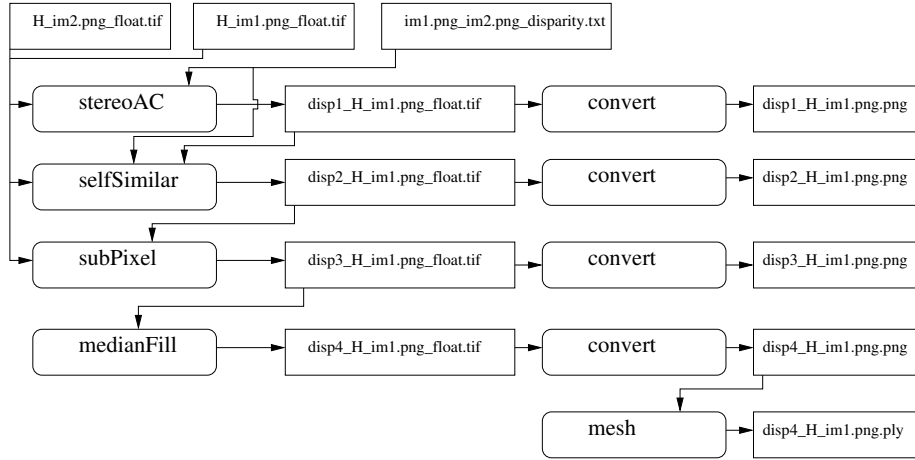 H_im2.png_float.tif
H_im1.png_float.tif
im1.png_im2.png_disparity.txt
stereoAC
disp1_H_im1.png_float.tif
convert
disp1_H_im1.png.png
selfSimilar
disp2_H_im1.png_float.tif
convert
disp2_H_im1.png.png
subPixel
disp3_H_im1.png_float.tif
convert
disp3_H_im1.png.png
medianFill
disp4_H_im1.png_float.tif
convert
disp4_H_im1.png.png
mesh
disp4_H_im1.png.ply